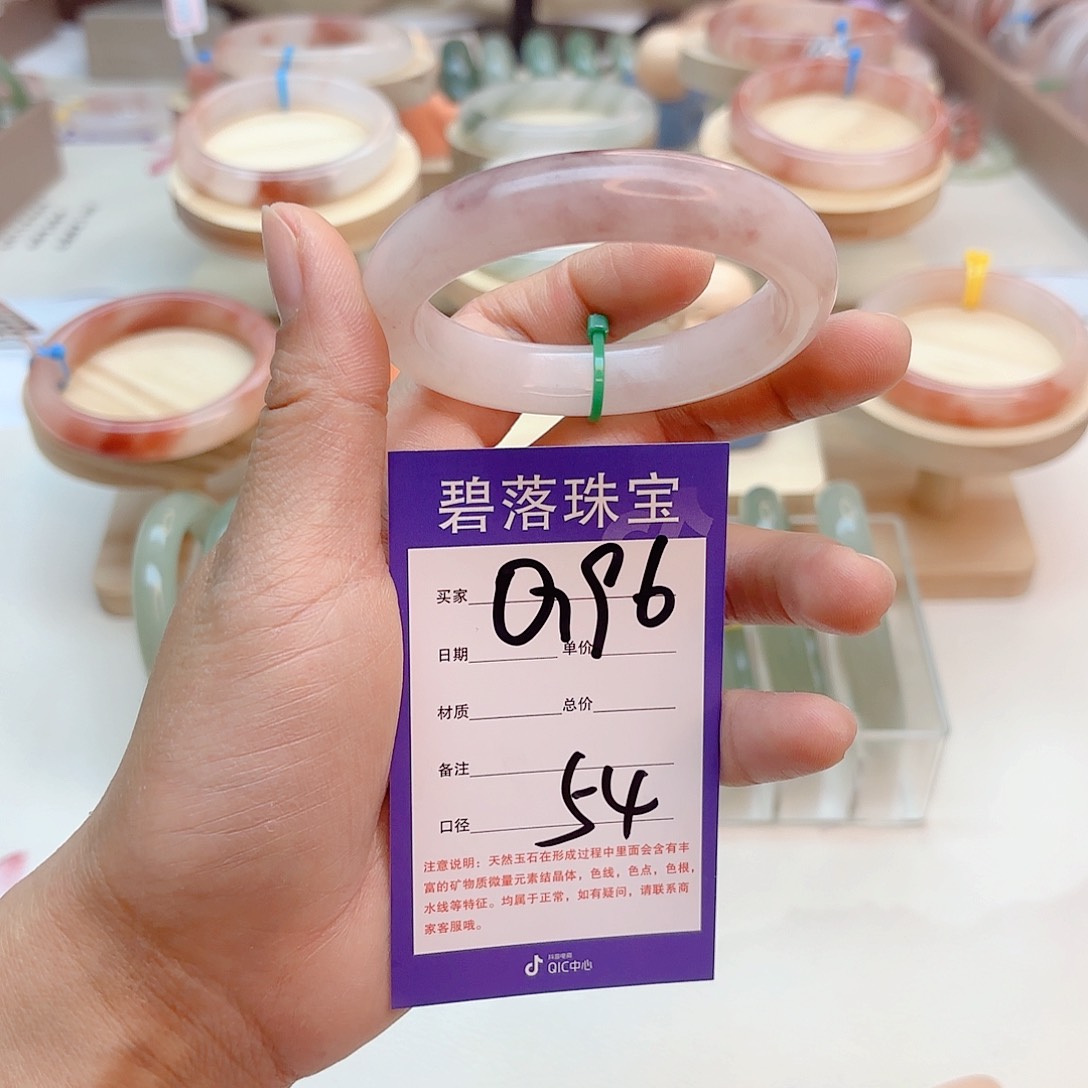 碧落珠宝
买家
日期 单价
材质 总价
备注
54
口径
注意说明：天然玉石在形成过程中里面会含有丰
富的矿物质微量元素结晶体，色线，色点，色根，
水线等特征。均属于正常，如有疑问，请联系商
家客服哦。
抖音电商
QIC中心